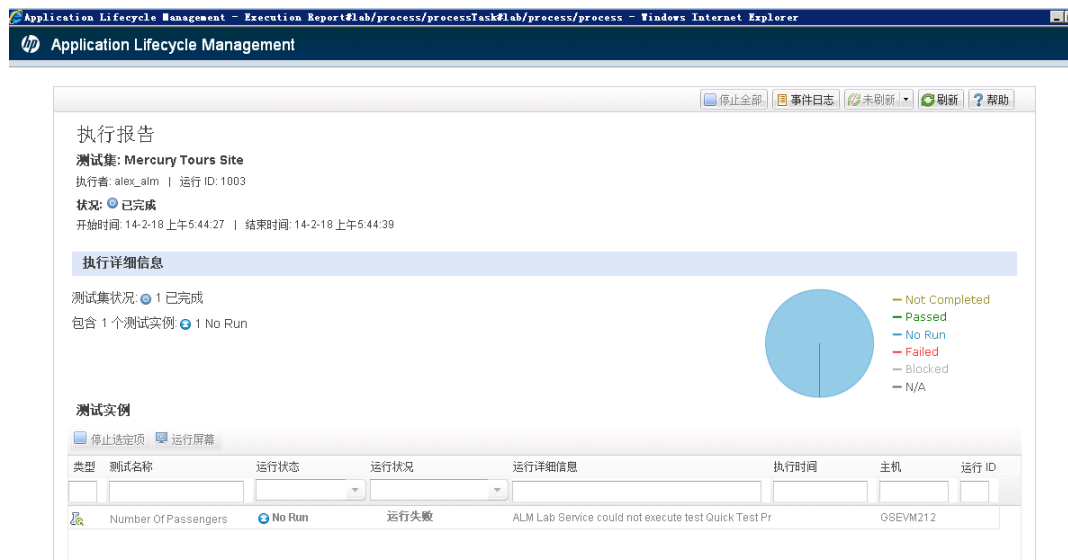 Application Lifecycle Management - Execution Report#lab/process/processTask#lab/process/process - Windows Internet Explorer
hp Application Lifecycle Management
停止全部 事件日志 未刷新 刷新 ? 帮助
执行报告
测试集: Mercury Tours Site
执行者: alex_alm | 运行 ID: 1003
状况: 已完成
开始时间: 14-2-18 上午5:44:27 | 结束时间: 14-2-18 上午5:44:39
执行详细信息
测试集状况: 1 已完成
包含 1 个测试实例: 1 No Run
Not Completed
Passed
No Run
Failed
Blocked
N/A
测试实例
停止选定项 运行屏幕
类型 测试名称 运行状态 运行状况 运行详细信息 执行时间 主机 运行 ID
Number Of Passengers No Run 运行失败 ALM Lab Service could not execute test Quick Test Pr GSEVM212